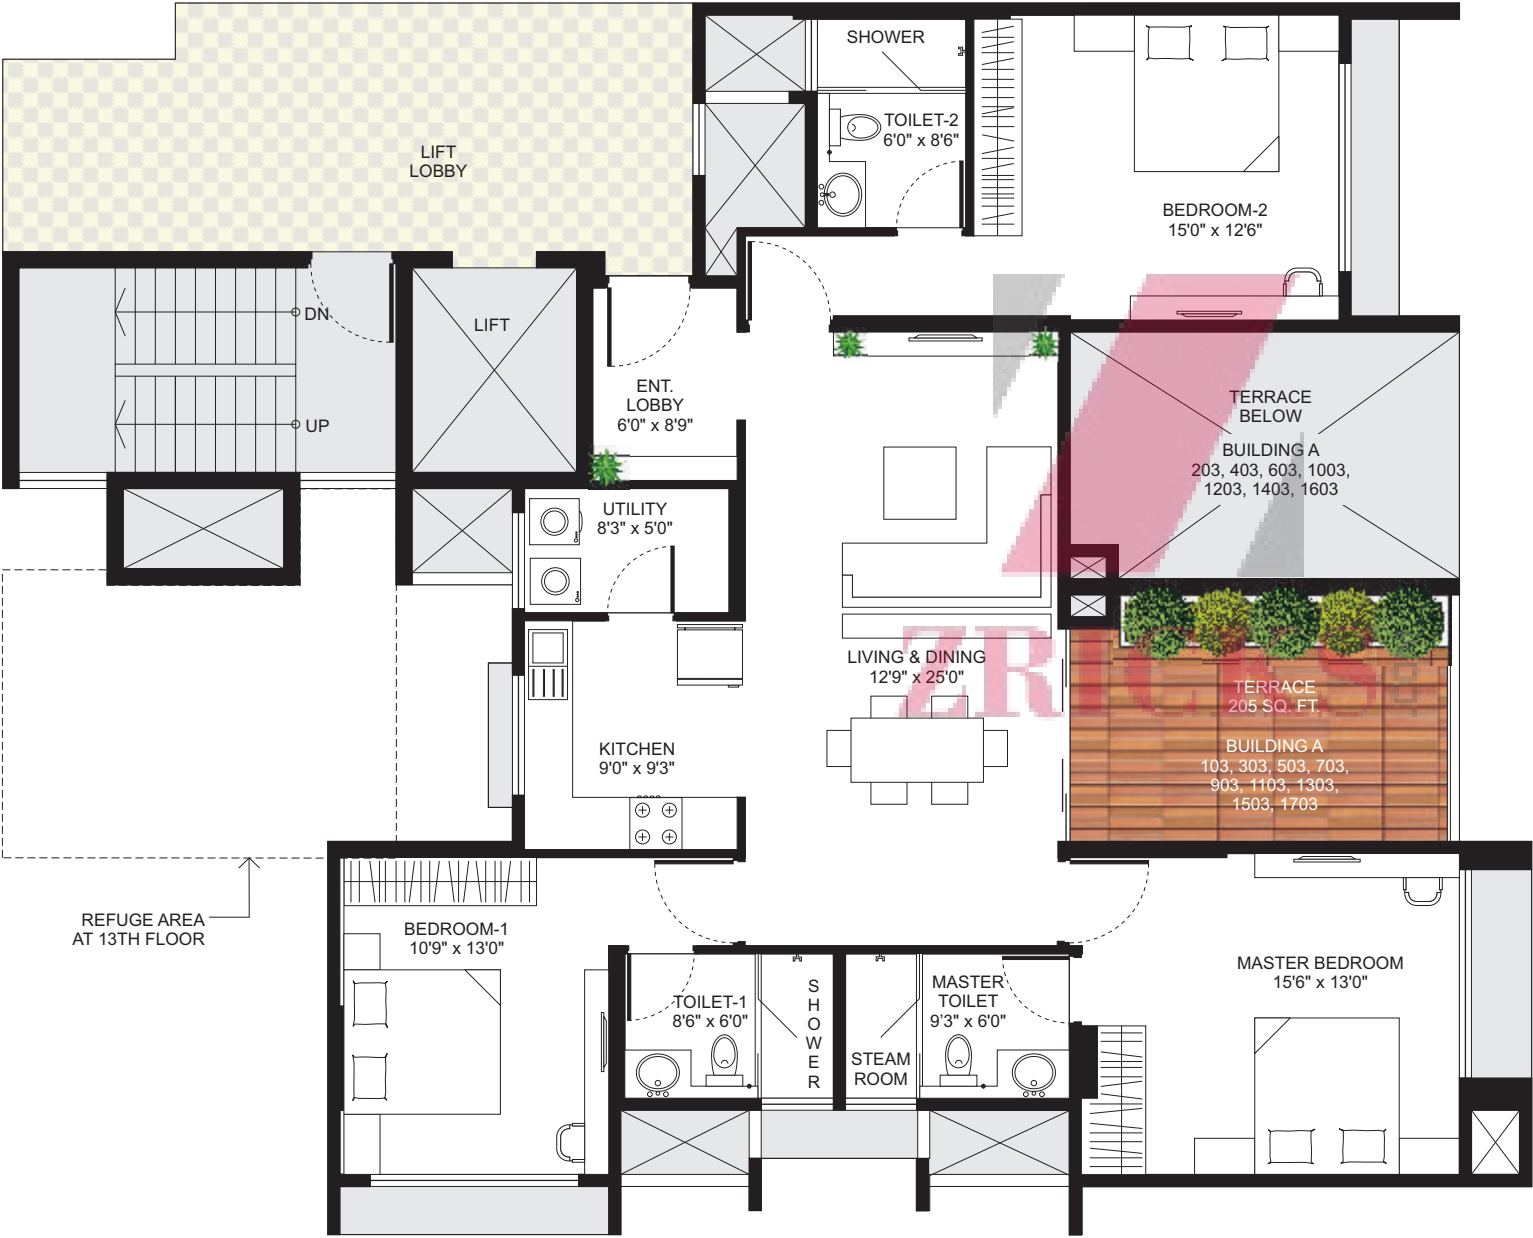 SHOWER
TOILET-2
6'0" x 8'6"
LIFT
LOBBY
BEDROOM-2
15'0" x 12'6"
DN
LIFT
UP
ENT.
LOBBY
6'0" x 8'9"
TERRACE
BELOW
BUILDING A
203, 403, 603, 1003,
1203, 1403, 1603
UTILITY
8'3" x 5'0"
LIVING & DINING
12'9" x 25'0"
ZRICKS
TERRACE
205 SQ. FT.
BUILDING A
103, 303, 503, 703,
903, 1103, 1303,
1503, 1703
KITCHEN
9'0" x 9'3"
REFUGE AREA
AT 13TH FLOOR
BEDROOM-1
10'9" x 13'0"
TOILET-1
8'6" x 6'0"
SHOWER
STEAM
ROOM
MASTER
TOILET
9'3" x 6'0"
MASTER BEDROOM
15'6" x 13'0"